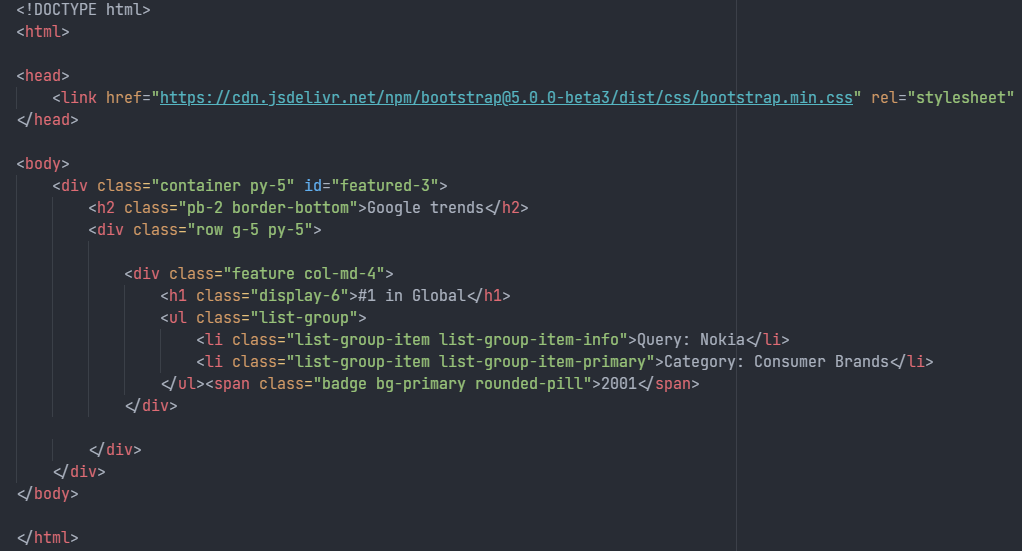 <!DOCTYPE html>
<html>
<head>
<link href="https://cdn.jsdelivr.net/npm/bootstrap@5.0.0-beta3/dist/css/bootstrap.min.css" rel="stylesheet"
</head>
<body>
<div class="container py-5" id="featured-3">
<h2 class="pb-2 border-bottom">Google trends</h2>
<div class="row g-5 py-5">
<div class="feature col-md-4">
<h1 class="display-6">#1 in Global</h1>
<ul class="list-group">
<li class="list-group-item list-group-item-info">Query: Nokia</li>
<li class="list-group-item list-group-item-primary">Category: Consumer Brands</li>
</ul><span class="badge bg-primary rounded-pill">2001</span>
</div>
</div>
</div>
</body>
</html>